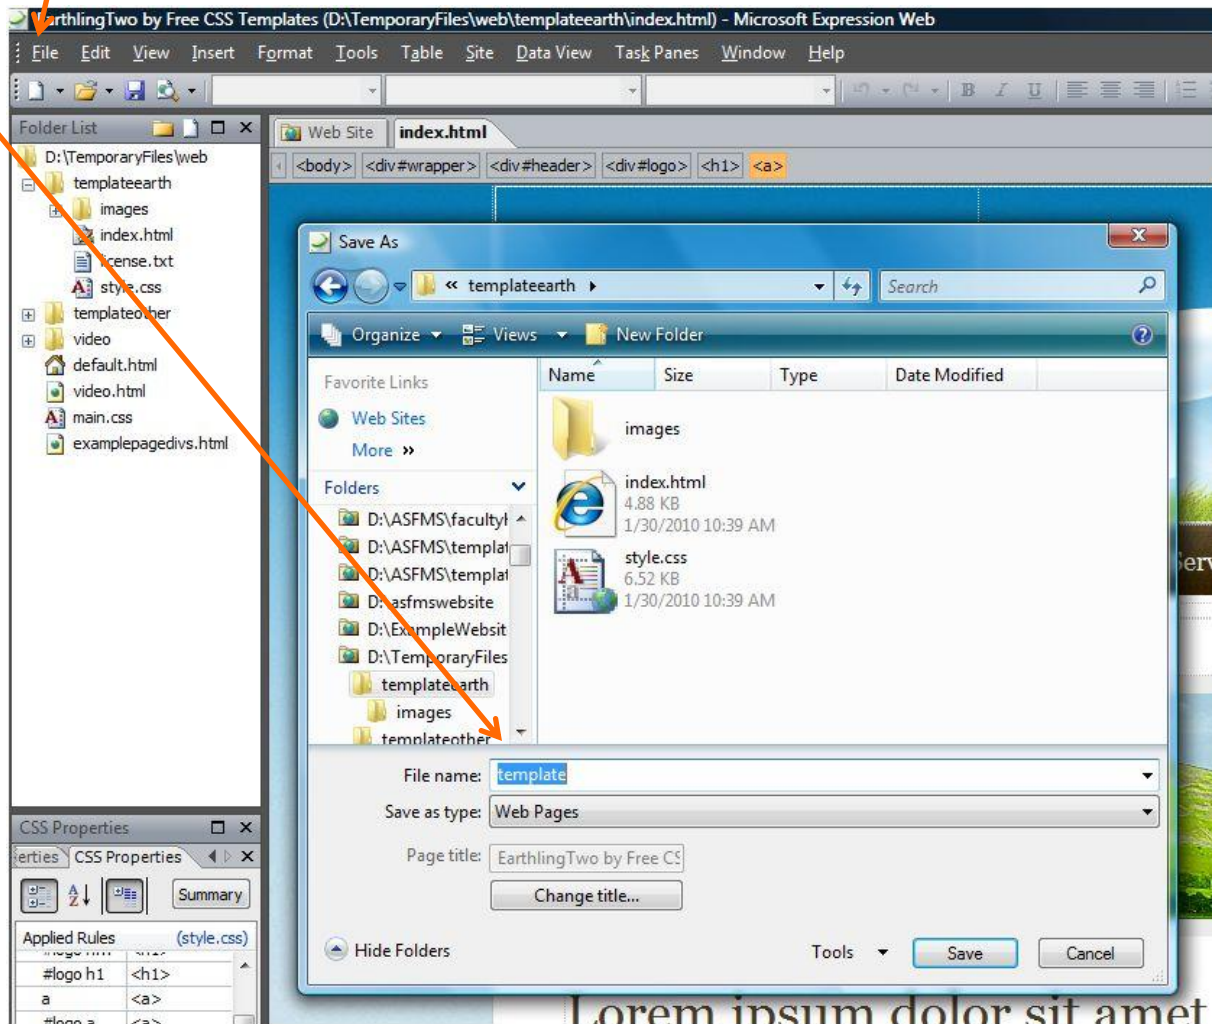 EarthlingTwo by Free CSS Templates (D:\TemporaryFiles\web\templateearth\index.html) - Microsoft Expression Web
File Edit View Insert Format Tools Table Site Data View Task Panes Window Help
B I U
Folder List
D:\TemporaryFiles\web
templateearth
images
index.html
license.txt
style.css
templateother
video
default.html
video.html
main.css
examplepagedivs.html
Web Site index.html
<body> <div#wrapper> <div#header> <div#logo> <h1> <a>
Save As
« templateearth
Search
Organize Views New Folder
Favorite Links
Web Sites
More »
Folders
D:\ASFMS\facultyH
D:\ASFMS\templat
D:\ASFMS\templat
D:\asfmswebsite
D:\ExampleWebsit
D:\TemporaryFiles
templateearth
images
templateother
Name Size Type Date Modified
images
index.html
4.88 KB
1/30/2010 10:39 AM
style.css
6.52 KB
1/30/2010 10:39 AM
File name: template
Save as type: Web Pages
Page title: EarthlingTwo by Free CS
Change title...
Hide Folders
Tools Save Cancel
CSS Properties
erties CSS Properties
Summary
Applied Rules (style.css)
#logo h1 <h1>
a <a>
#logo a <a>
Serv
Lorem ipsum dolor sit amet